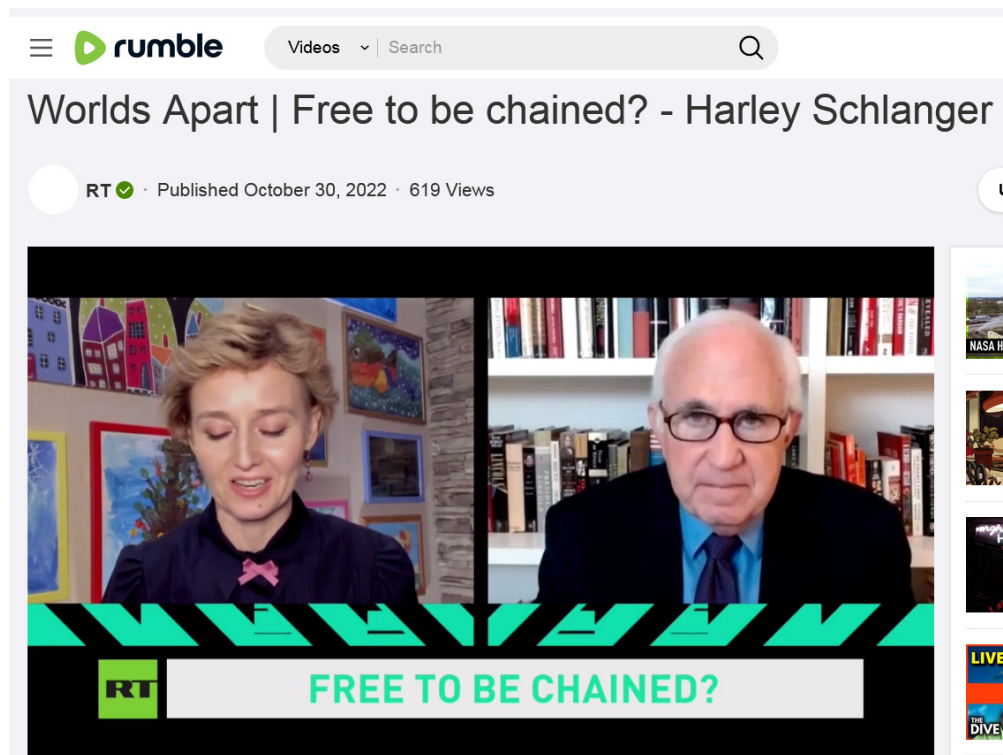 rumble
Videos
Search
Worlds Apart | Free to be chained? - Harley Schlanger
RT · Published October 30, 2022 · 619 Views
NASA H
LIVE
THE
DIVE
RT
FREE TO BE CHAINED?